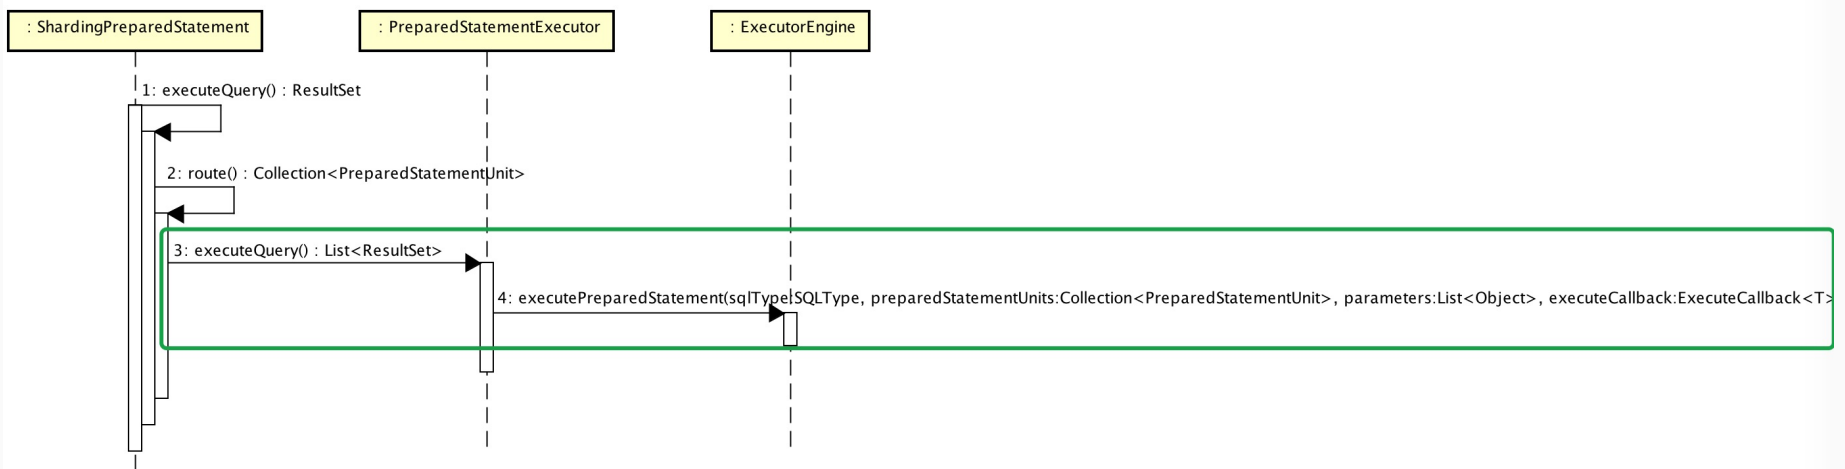 : ShardingPreparedStatement
: PreparedStatementExecutor
: ExecutorEngine
1: executeQuery() : ResultSet
2: route() : Collection<PreparedStatementUnit>
3: executeQuery() : List<ResultSet>
4: executePreparedStatement(sqlType:SQLType, preparedStatementUnits:Collection<PreparedStatementUnit>, parameters:List<Object>, executeCallback:ExecuteCallback<T>